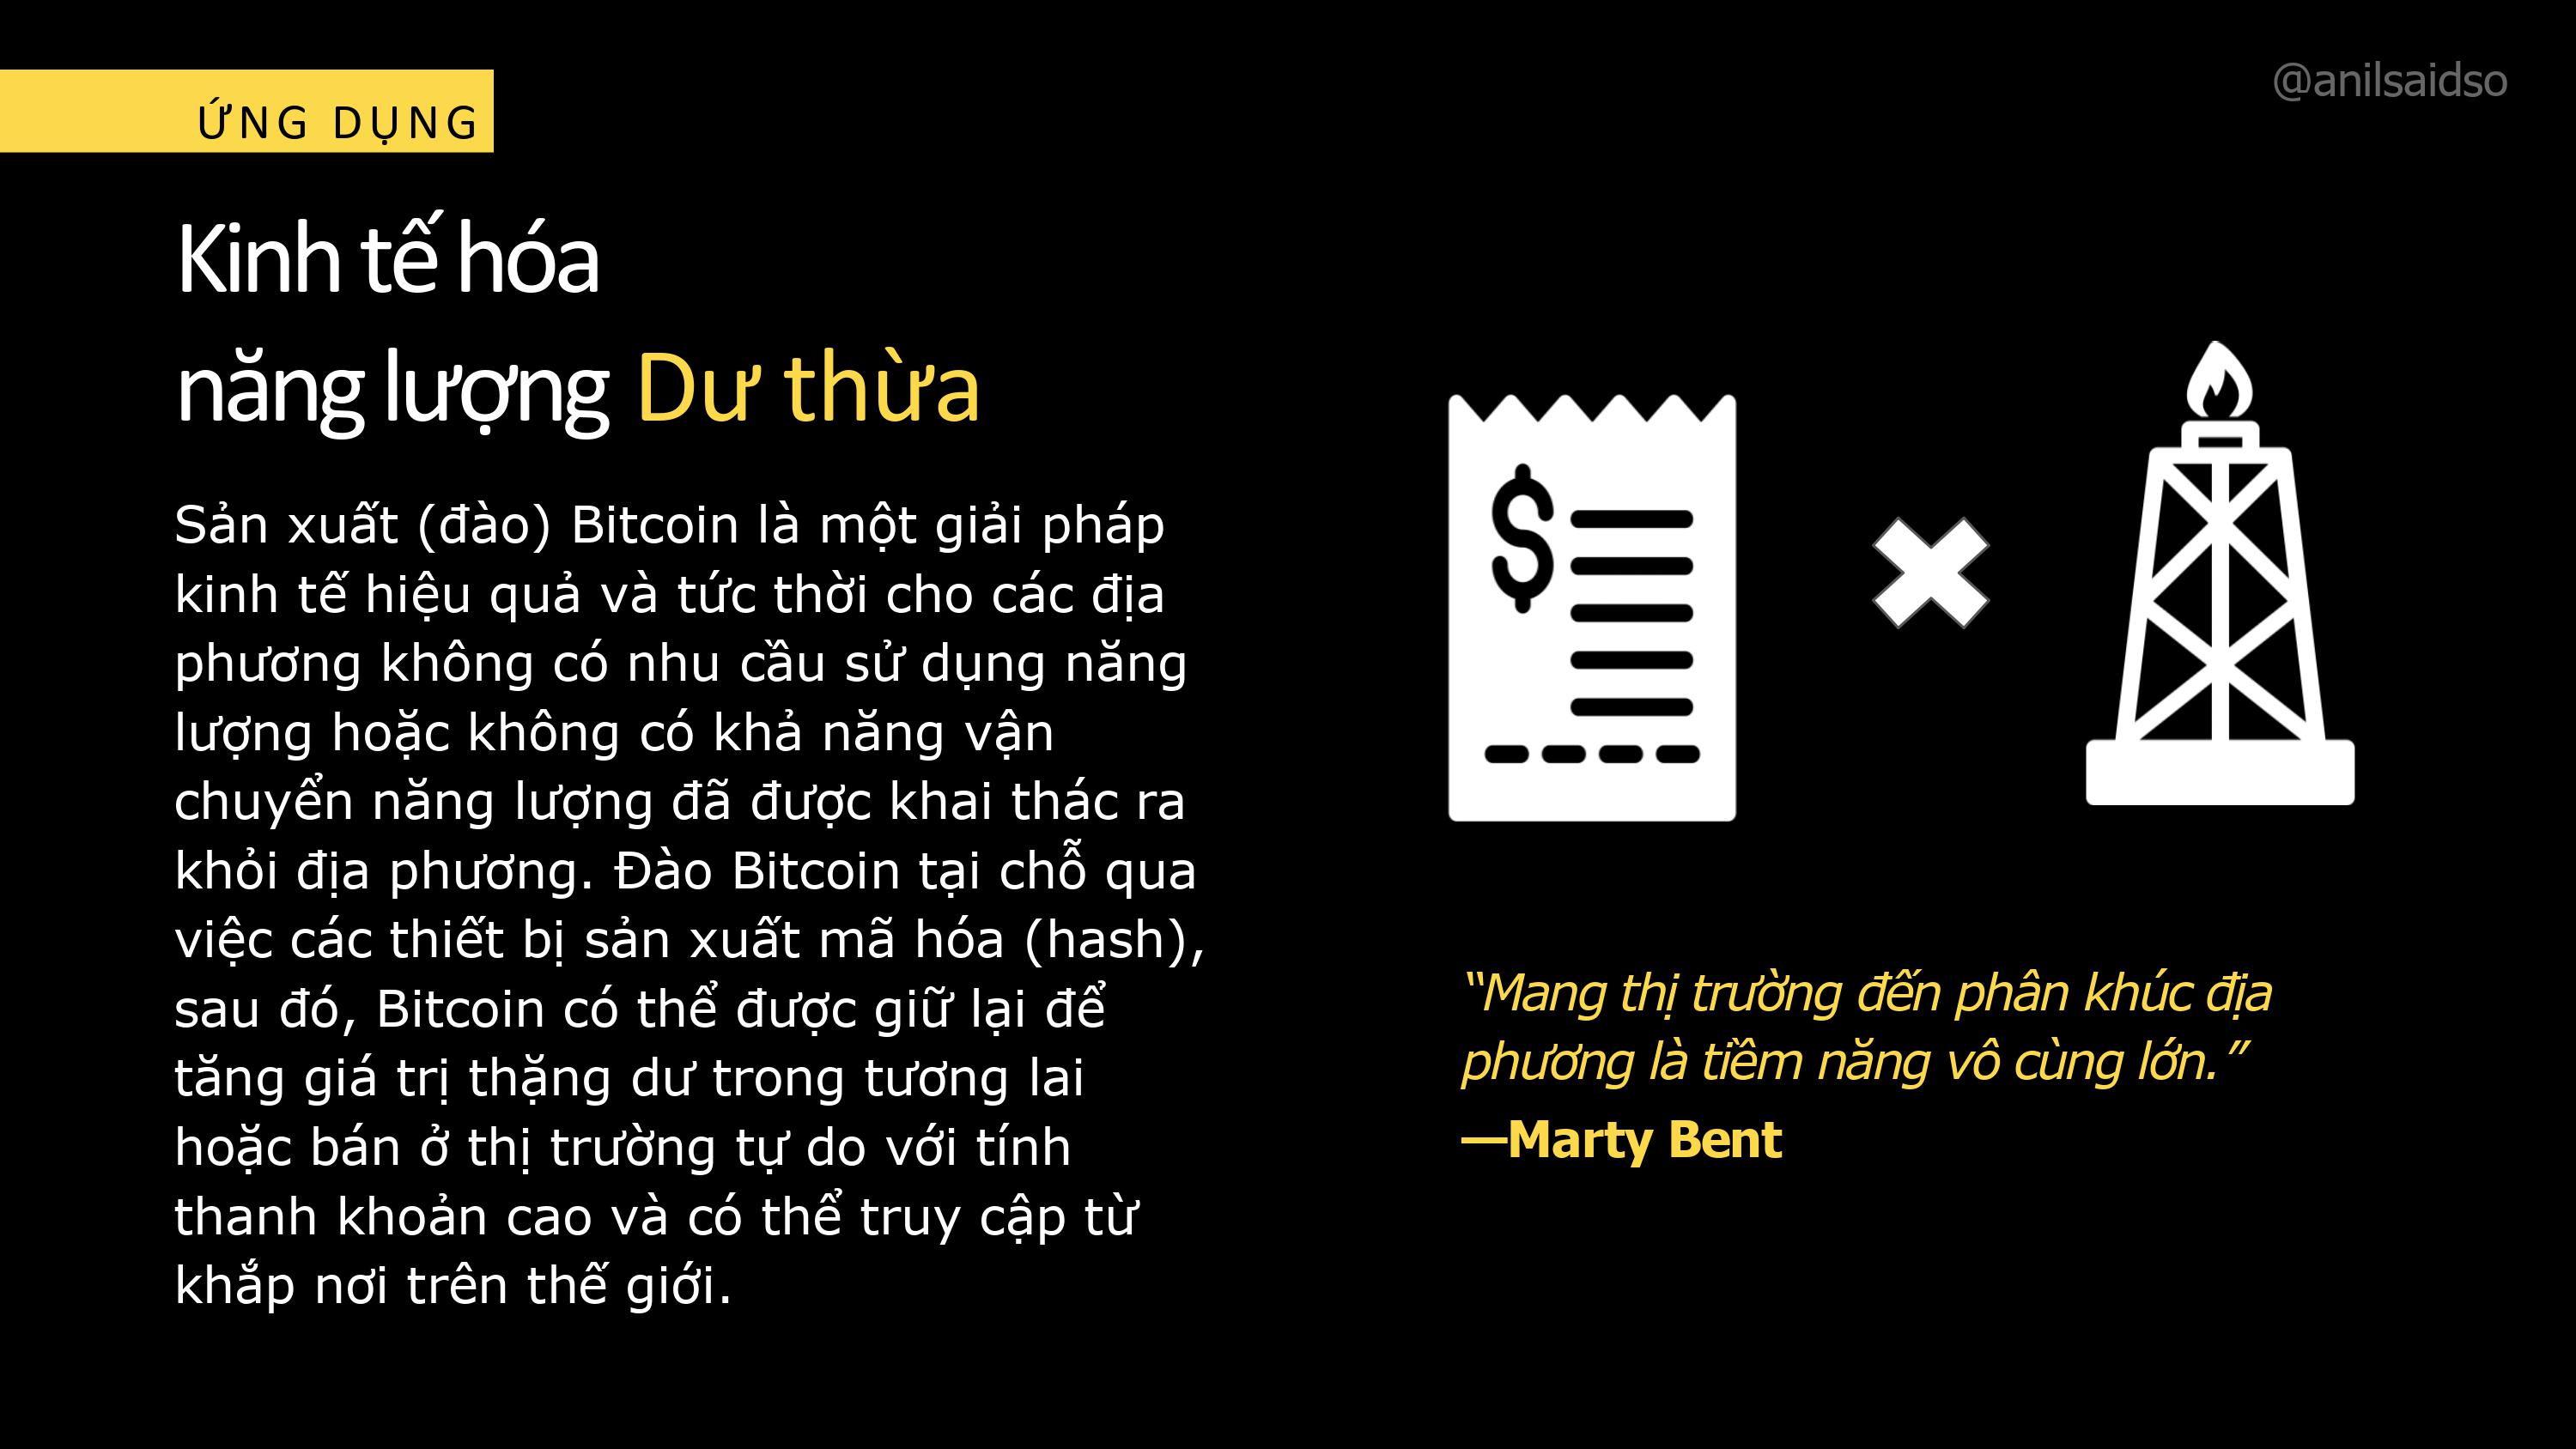 @anilsaidso
ỨNG DỤNG
Kinh tế hóa
năng lượng Dư thừa
Sản xuất (đào) Bitcoin là một giải pháp
kinh tế hiệu quả và tức thời cho các địa
phương không có nhu cầu sử dụng năng
lượng hoặc không có khả năng vận
chuyển năng lượng đã được khai thác ra
khỏi địa phương. Đào Bitcoin tại chỗ qua
việc các thiết bị sản xuất mã hóa (hash),
sau đó, Bitcoin có thể được giữ lại để
tăng giá trị thặng dư trong tương lai
hoặc bán ở thị trường tự do với tính
thanh khoản cao và có thể truy cập từ
khắp nơi trên thế giới.
$
“Mang thị trường đến phân khúc địa
phương là tiềm năng vô cùng lớn.”
—Marty Bent